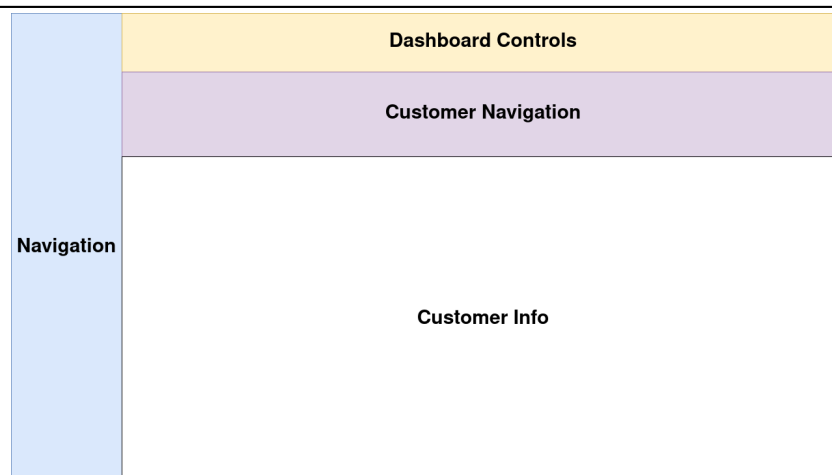 Dashboard Controls
Customer Navigation
Navigation
Customer Info